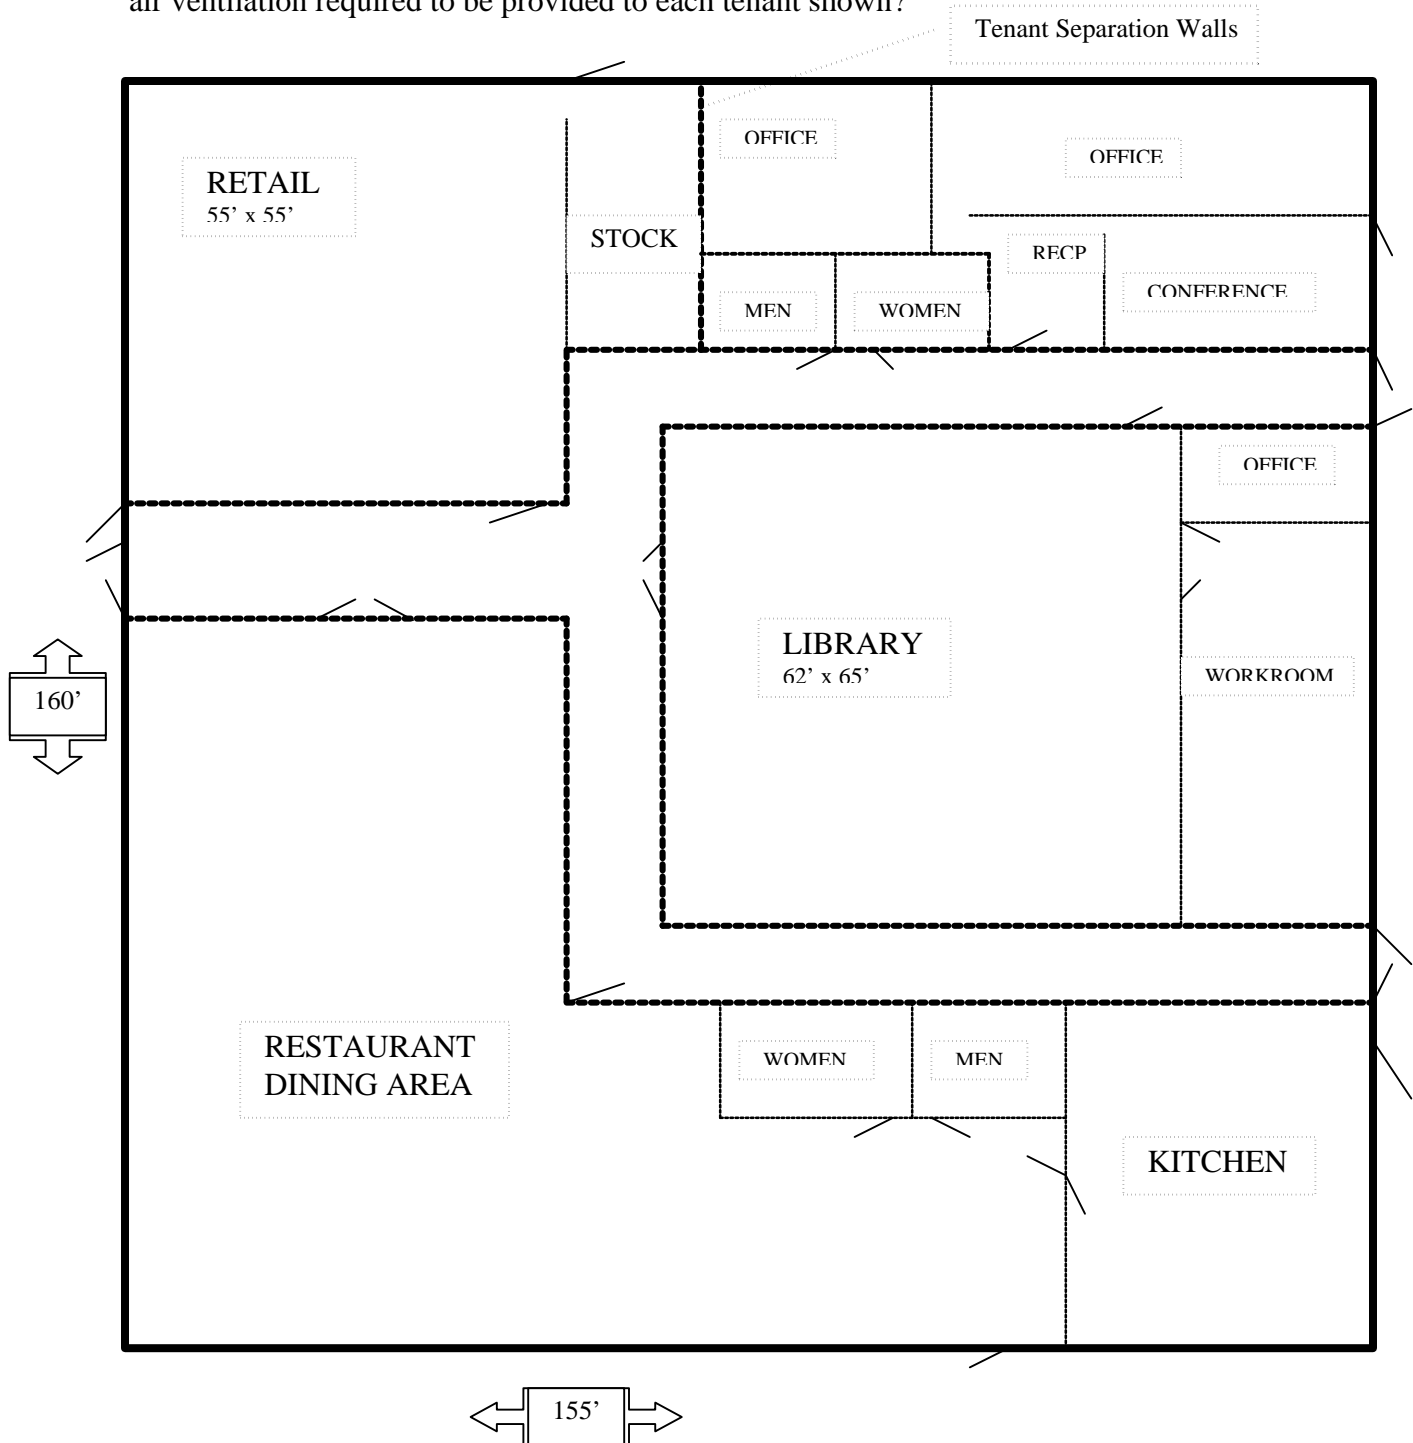 air ventilation required to be provided to each tenant shown?
Tenant Separation Walls
OFFICE
OFFICE
RETAIL
55’ x 55’
STOCK
RECP
CONFERENCE
MEN
WOMEN
OFFICE
LIBRARY
62’ x 65’
WORKROOM
160’
RESTAURANT
DINING AREA
WOMEN
MEN
KITCHEN
155’